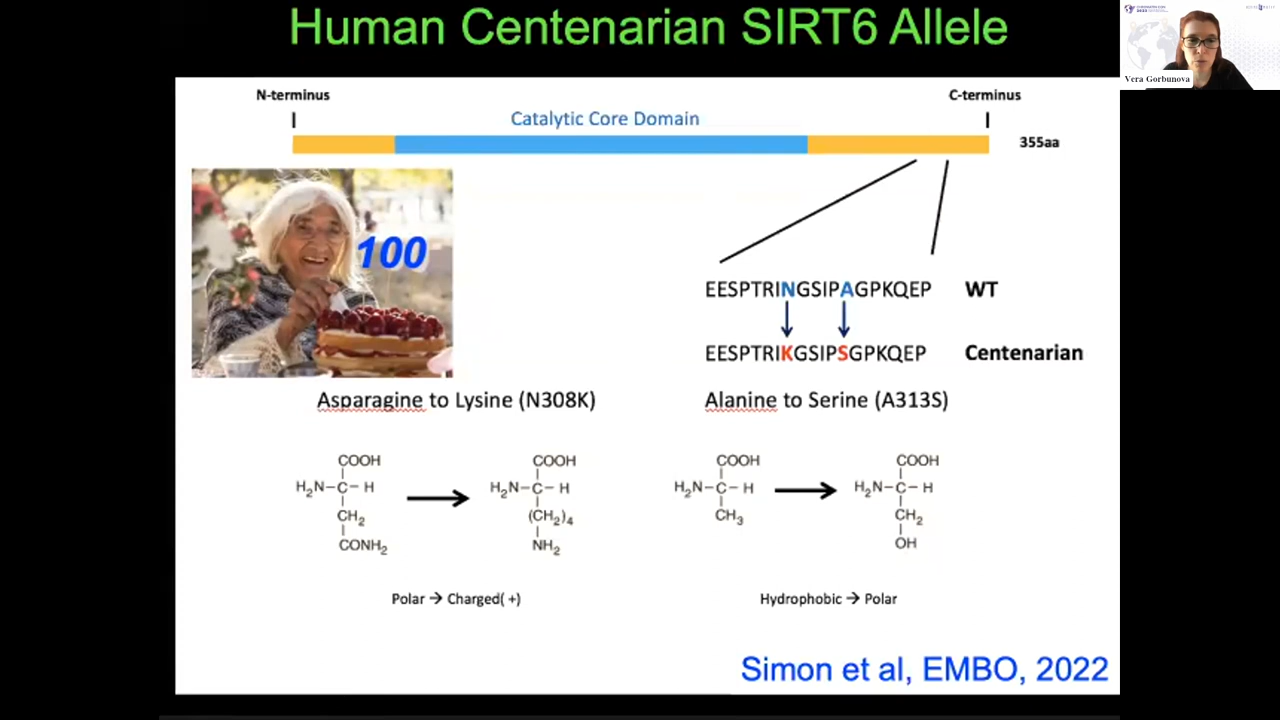 Human Centenarian SIRT6 Allele
Vera Gorbunova
N-terminus
C-terminus
Catalytic Core Domain
355aa
100
EESPTRINGSIPAGPKQEP WT
EESPTRIKGSIPSGPKQEP Centenarian
Asparagine to Lysine (N308K)
Alanine to Serine (A313S)
COOH
H₂N–C–H
CH₂
CONH₂
COOH
H₂N–C–H
(CH₂)₄
NH₂
COOH
H₂N–C–H
CH₃
COOH
H₂N–C–H
CH₂
OH
Polar → Charged( +)
Hydrophobic → Polar
Simon et al, EMBO, 2022